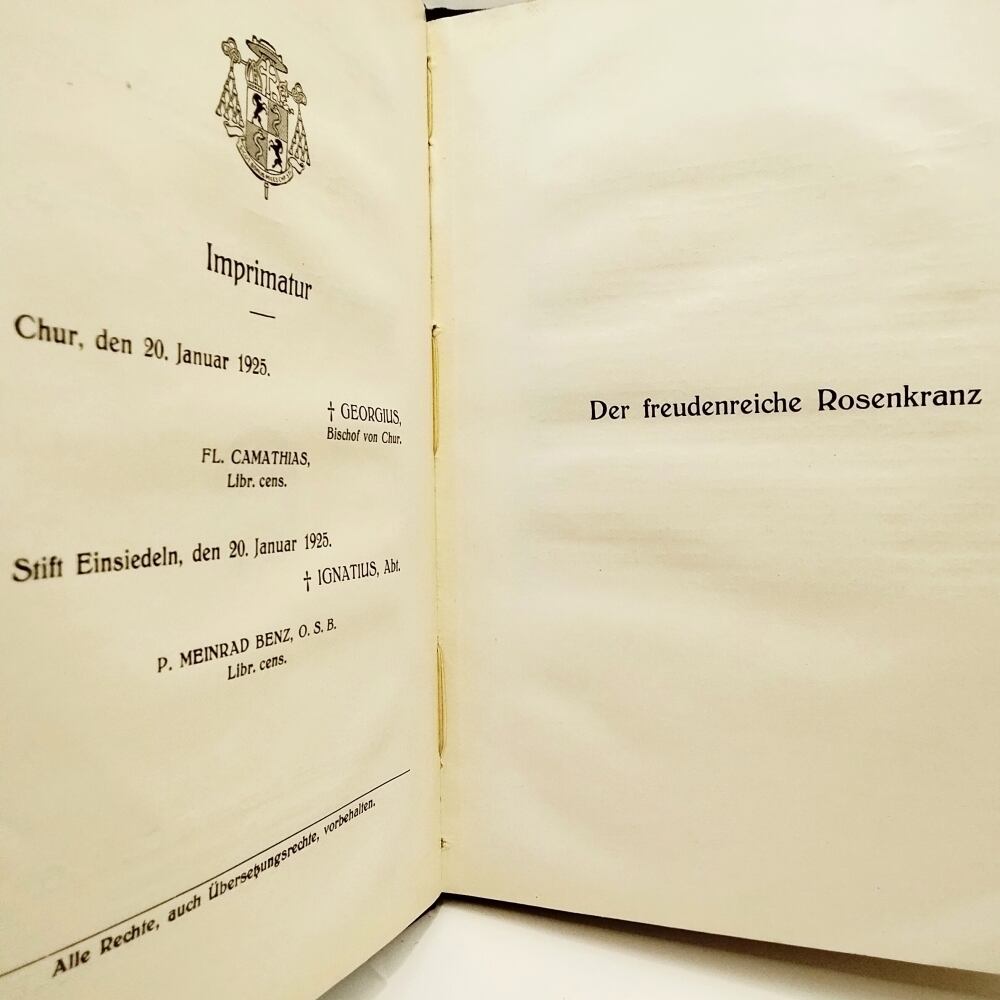 Imprimatur
Chur, den 20. Januar 1925.
† GEORGIUS,
Bischof von Chur.
FL. CAMATHIAS,
Libr. cens.
Stift Einsiedeln, den 20. Januar 1925.
† IGNATIUS, Abt.
P. MEINRAD BENZ, O. S. B.
Libr. cens.
Alle Rechte, auch Übersetzungsrechte, vorbehalten.
Der freudenreiche Rosenkranz